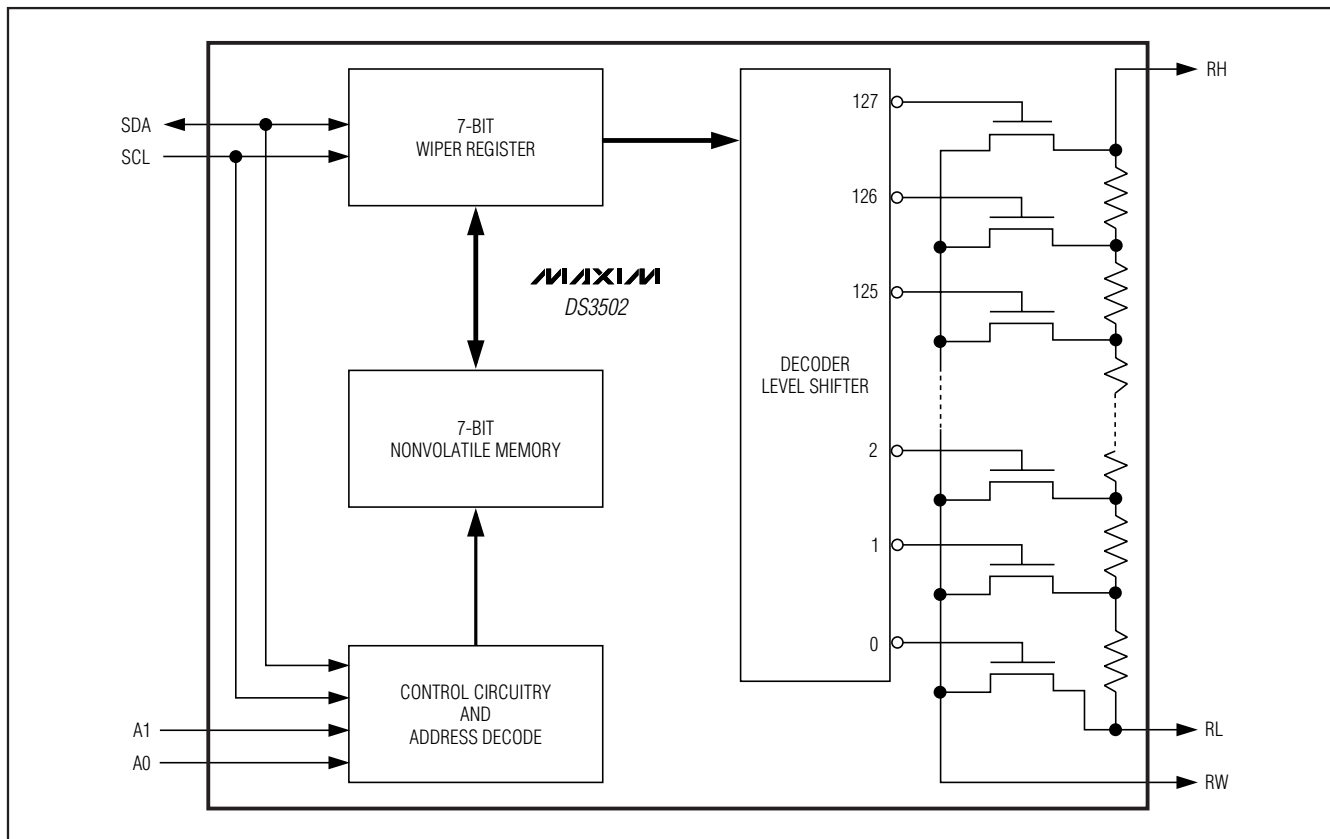 SDA
SCL
A1
A0
7-BIT
WIPER REGISTER
MAXIM
DS3502
7-BIT
NONVOLATILE MEMORY
CONTROL CIRCUITRY
AND
ADDRESS DECODE
DECODER
LEVEL SHIFTER
127
126
125
2
1
0
RH
RL
RW